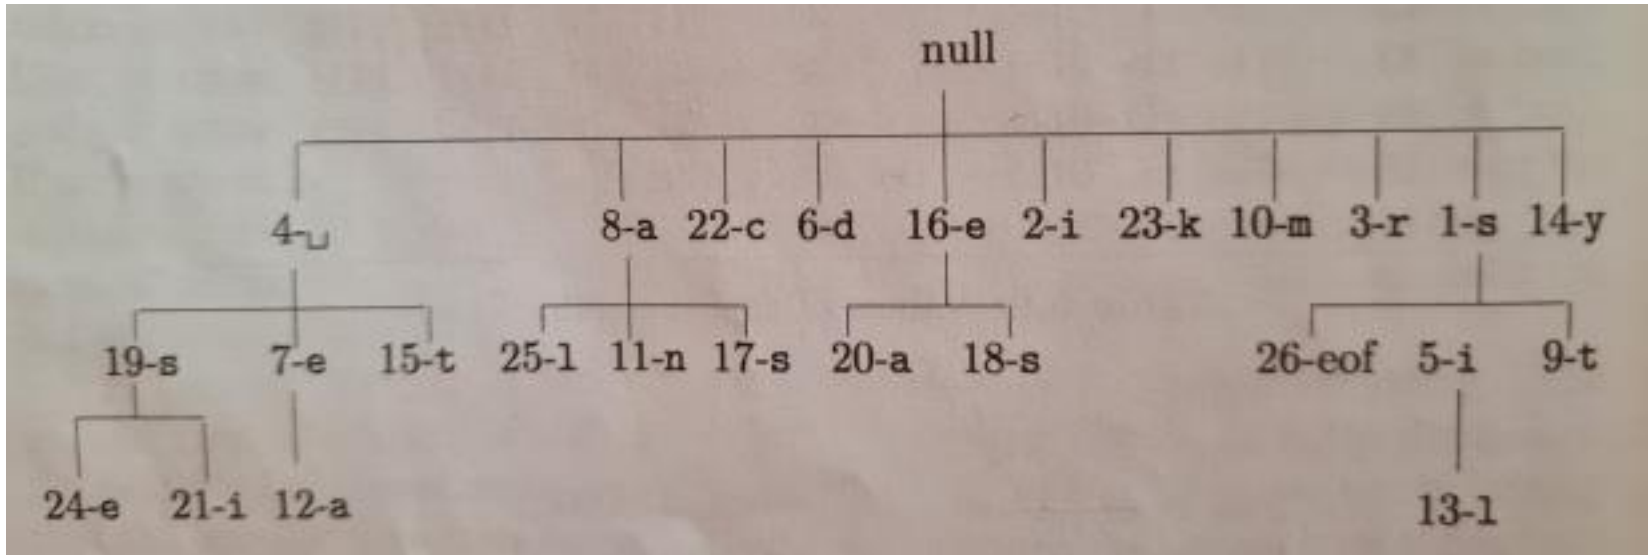 null
4-␣ 8-a 22-c 6-d 16-e 2-i 23-k 10-m 3-r 1-s 14-y
19-s 7-e 15-t 25-l 11-n 17-s 20-a 18-s 26-eof 5-i 9-t
24-e 21-i 12-a 13-l